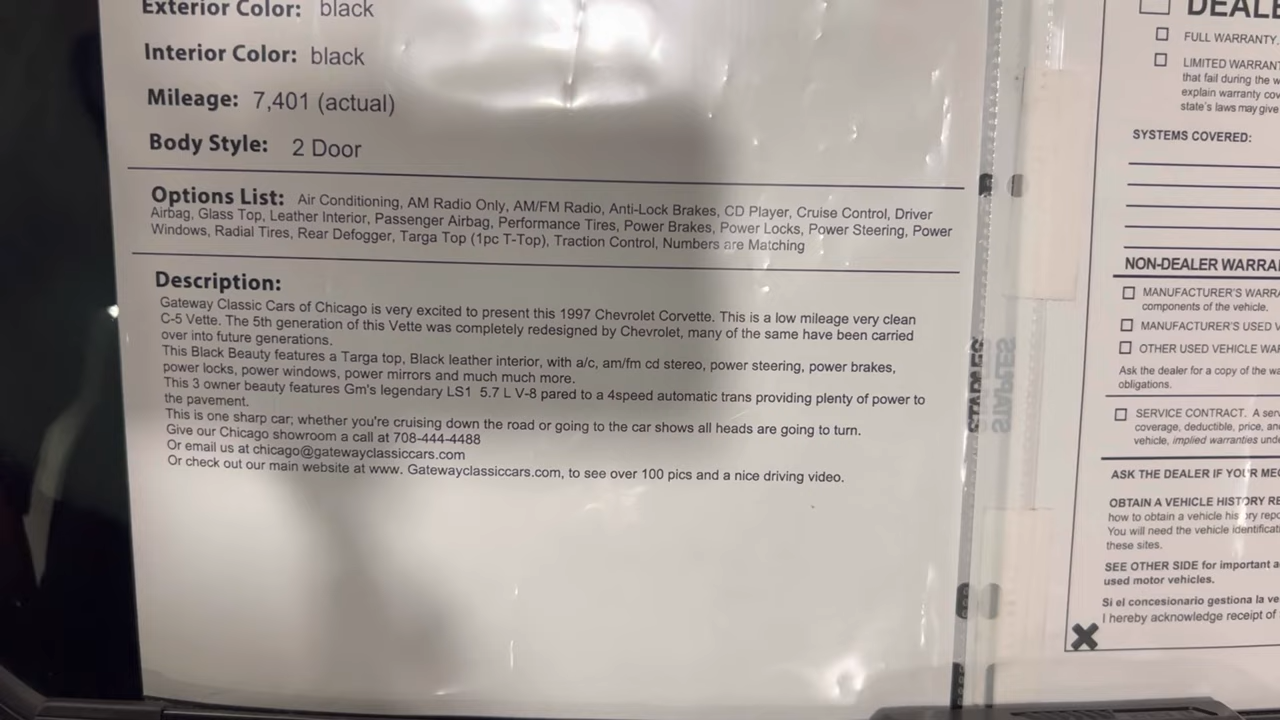 Exterior Color: black
Interior Color: black
Mileage: 7,401 (actual)
Body Style: 2 Door
Options List: Air Conditioning, AM Radio Only, AM/FM Radio, Anti-Lock Brakes, CD Player, Cruise Control, Driver
Airbag, Glass Top, Leather Interior, Passenger Airbag, Performance Tires, Power Brakes, Power Locks, Power Steering, Power
Windows, Radial Tires, Rear Defogger, Targa Top (1pc T-Top), Traction Control, Numbers are Matching
Description:
Gateway Classic Cars of Chicago is very excited to present this 1997 Chevrolet Corvette. This is a low mileage very clean
C-5 Vette. The 5th generation of this Vette was completely redesigned by Chevrolet, many of the same have been carried
over into future generations.
This Black Beauty features a Targa top, Black leather interior, with a/c, am/fm cd stereo, power steering, power brakes,
power locks, power windows, power mirrors and much much more.
This 3 owner beauty features Gm's legendary LS1 5.7 L V-8 pared to a 4speed automatic trans providing plenty of power to
the pavement.
This is one sharp car; whether you're cruising down the road or going to the car shows all heads are going to turn.
Give our Chicago showroom a call at 708-444-4488
Or email us at chicago@gatewayclassiccars.com
Or check out our main website at www. Gatewayclassiccars.com, to see over 100 pics and a nice driving video.
STAPLES
FULL WARRANTY.
LIMITED
that fail during the
explain warranty
state's laws may give
SYSTEMS COVERED:
NON-DEALER
MANUFACTURER'S
components of the vehicle.
MANUFACTURER'S USED
OTHER USED VEHICLE
Ask the dealer for a copy of the
obligations.
SERVICE CONTRACT. A
coverage, deductible, price,
vehicle, implied warranties
ASK THE DEALER IF YOUR
OBTAIN A VEHICLE HISTORY
how to obtain a vehicle history
You will need the vehicle
these sites.
SEE OTHER SIDE for important
used motor vehicles.
Si el concesionario gestiona la
I hereby acknowledge receipt of